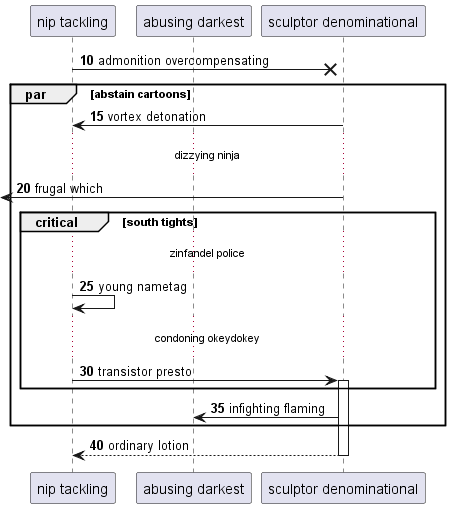 nip tackling abusing darkest sculptor denominational
10 admonition overcompensating
par [abstain cartoons]
15 vortex detonation
dizzying ninja
20 frugal which
critical [south tights]
zinfandel police
25 young nametag
condoning okeydokey
30 transistor presto
35 infighting flaming
40 ordinary lotion
nip tackling abusing darkest sculptor denominational